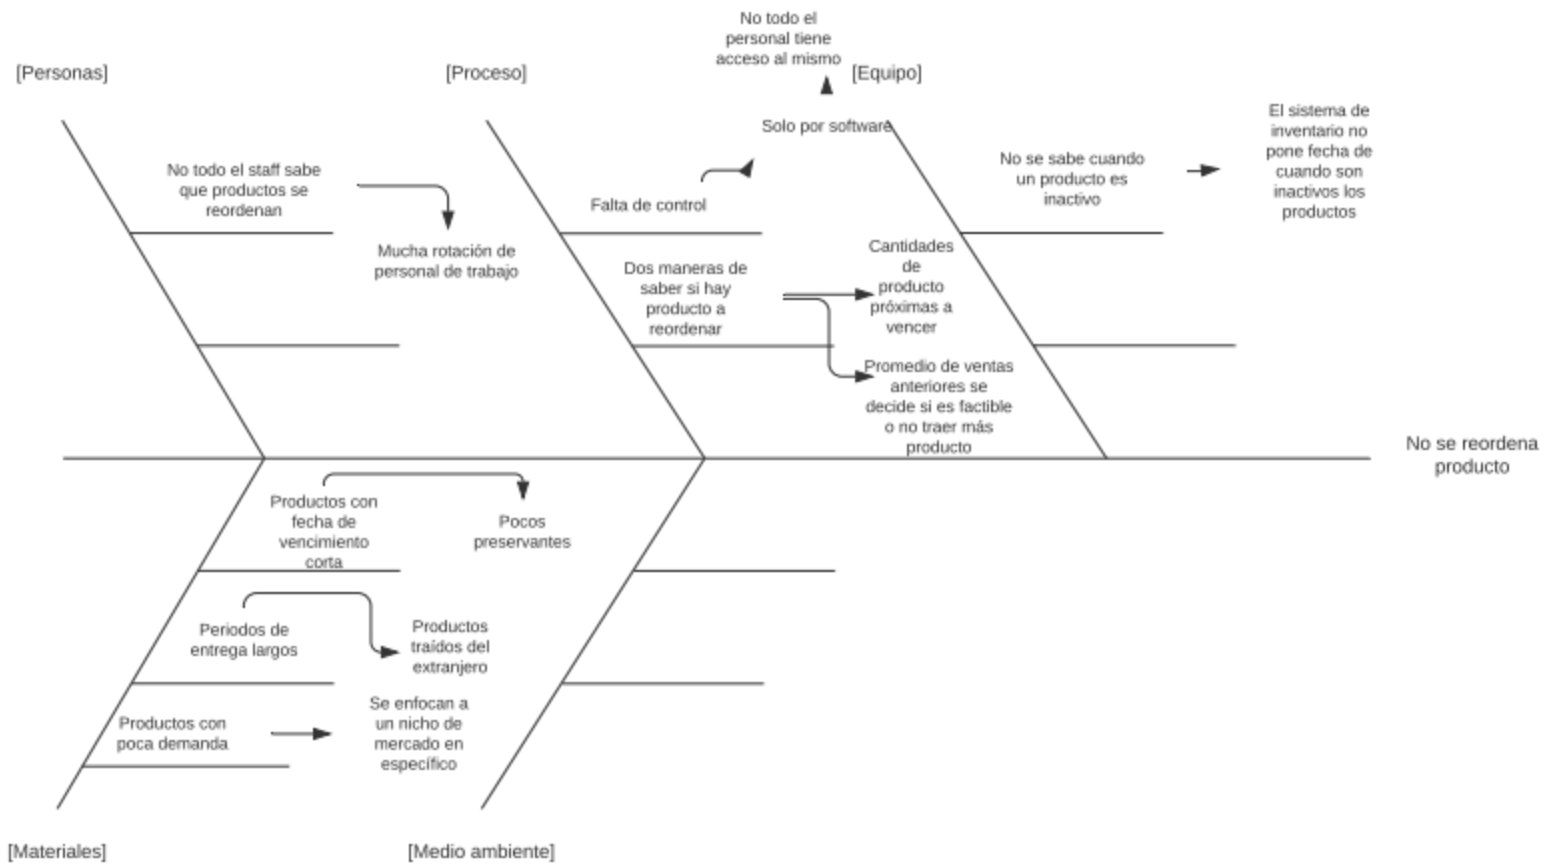 [Personas]
[Proceso]
No todo el
personal tiene
acceso al mismo
[Equipo]
Solo por software
No todo el staff sabe
que productos se
reordenan
Mucha rotación de
personal de trabajo
Falta de control
Dos maneras de
saber si hay
producto a
reordenar
Cantidades
de
producto
próximas a
vencer
Promedio de ventas
anteriores se
decide si es factible
o no traer más
producto
No se sabe cuando
un producto es
inactivo
El sistema de
inventario no
pone fecha de
cuando son
inactivos los
productos
No se reordena
producto
Productos con
fecha de
vencimiento
corta
Pocos
preservantes
Periodos de
entrega largos
Productos
traídos del
extranjero
Productos con
poca demanda
Se enfocan a
un nicho de
mercado en
específico
[Materiales]
[Medio ambiente]